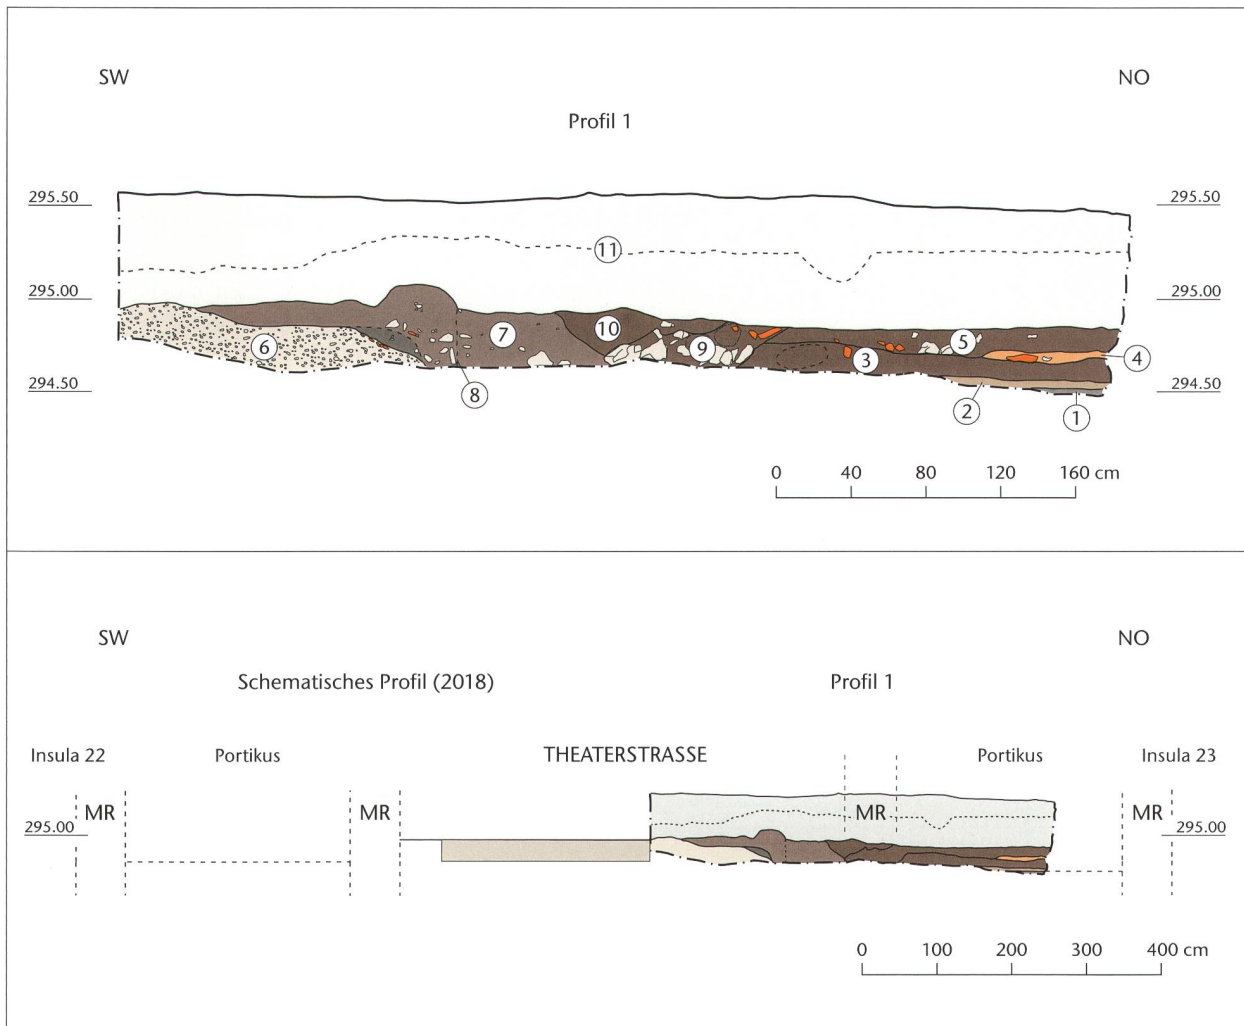 SW NO
Profil 1
295.50 295.50
11
295.00 295.00
10
7
5
9
6
3
4
294.50 294.50
8
2
1
0 40 80 120 160 cm
SW NO
Schematisches Profil (2018) Profil 1
Insula 22 Portikus THEATERSTRASSE Portikus Insula 23
MR MR MR MR
295.00 295.00
0 100 200 300 400 cm